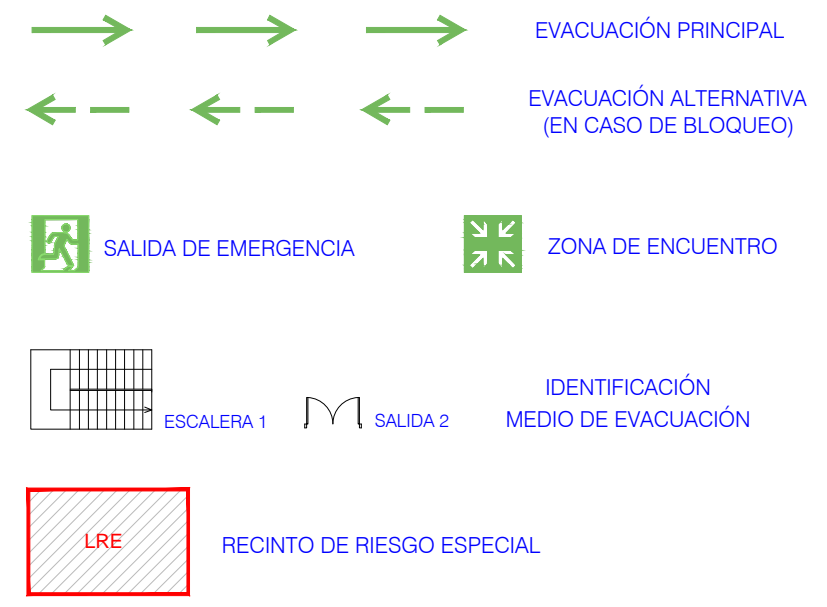 EVACUACIÓN PRINCIPAL
EVACUACIÓN ALTERNATIVA
(EN CASO DE BLOQUEO)
SALIDA DE EMERGENCIA
ZONA DE ENCUENTRO
ESCALERA 1
SALIDA 2
IDENTIFICACIÓN
MEDIO DE EVACUACIÓN
LRE
RECINTO DE RIESGO ESPECIAL